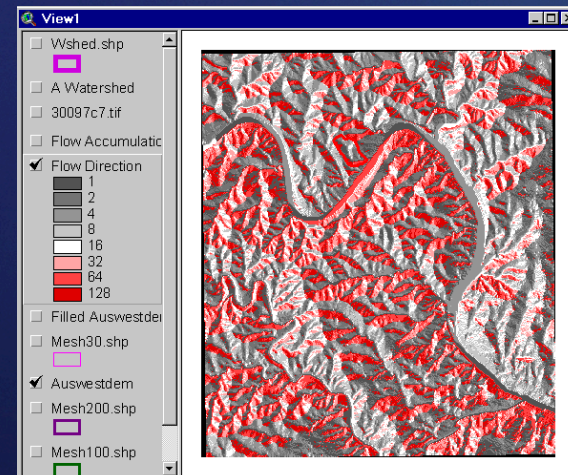 View1
Wshed.shp
A Watershed
30097c7.tif
Flow Accumulatic
Flow Direction
1
2
4
8
16
32
64
128
Filled Auswestder
Mesh30.shp
Auswestdem
Mesh200.shp
Mesh100.shp